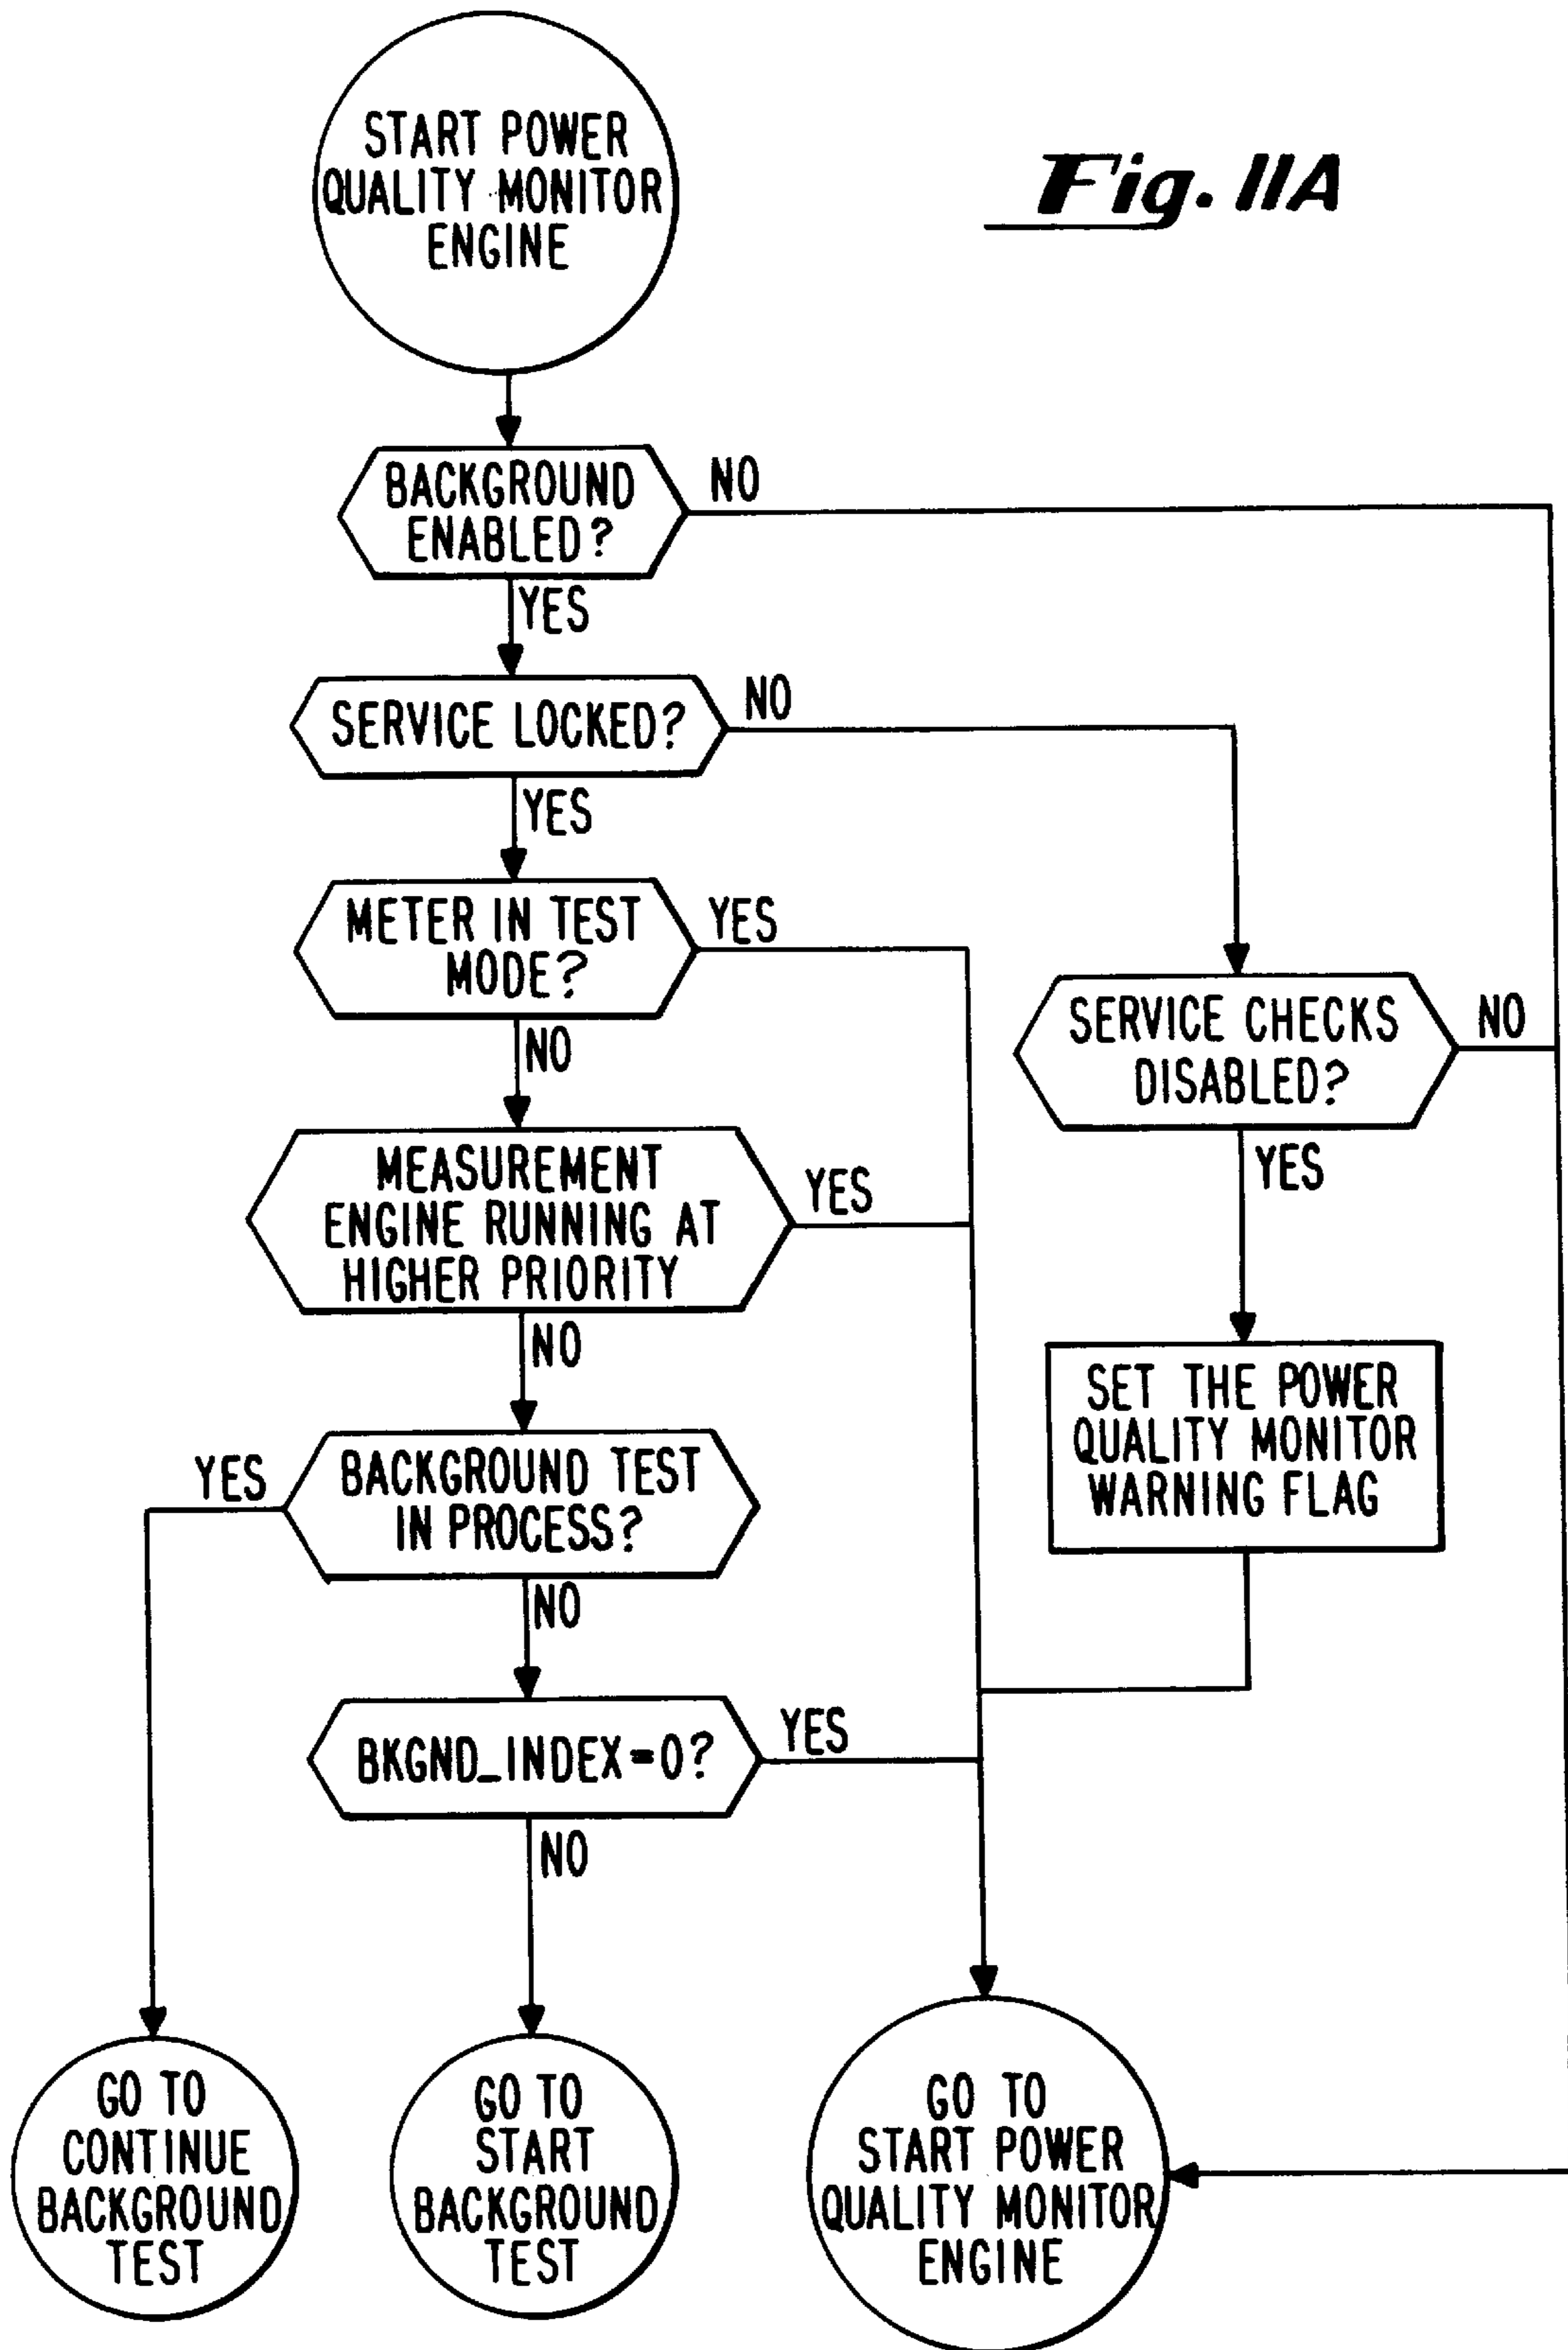 START POWER
QUALITY MONITOR
ENGINE
Fig. 11A
BACKGROUND
ENABLED?
NO
YES
SERVICE LOCKED?
NO
YES
METER IN TEST
MODE?
YES
NO
SERVICE CHECKS
DISABLED?
NO
YES
MEASUREMENT
ENGINE RUNNING AT
HIGHER PRIORITY
YES
NO
SET THE POWER
QUALITY MONITOR
WARNING FLAG
BACKGROUND TEST
IN PROCESS?
YES
NO
BKGND_INDEX=0?
YES
NO
GO TO
CONTINUE
BACKGROUND
TEST
GO TO
START
BACKGROUND
TEST
GO TO
START POWER
QUALITY MONITOR
ENGINE